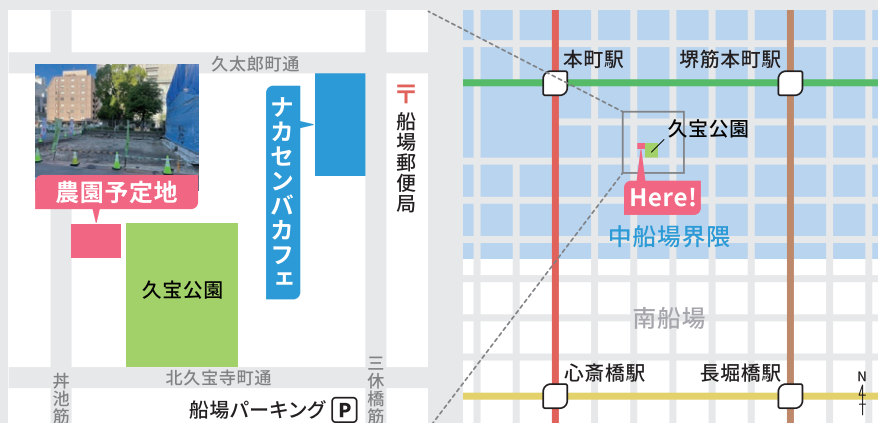 久太郎町通
農園予定地
ナカセンバカフェ
〒船場郵便局
久宝公園
北久宝寺町通
丼池筋
三休橋筋
船場パーキング P
本町駅
堺筋本町駅
久宝公園
Here!
中船場界隈
南船場
心斎橋駅
長堀橋駅
N